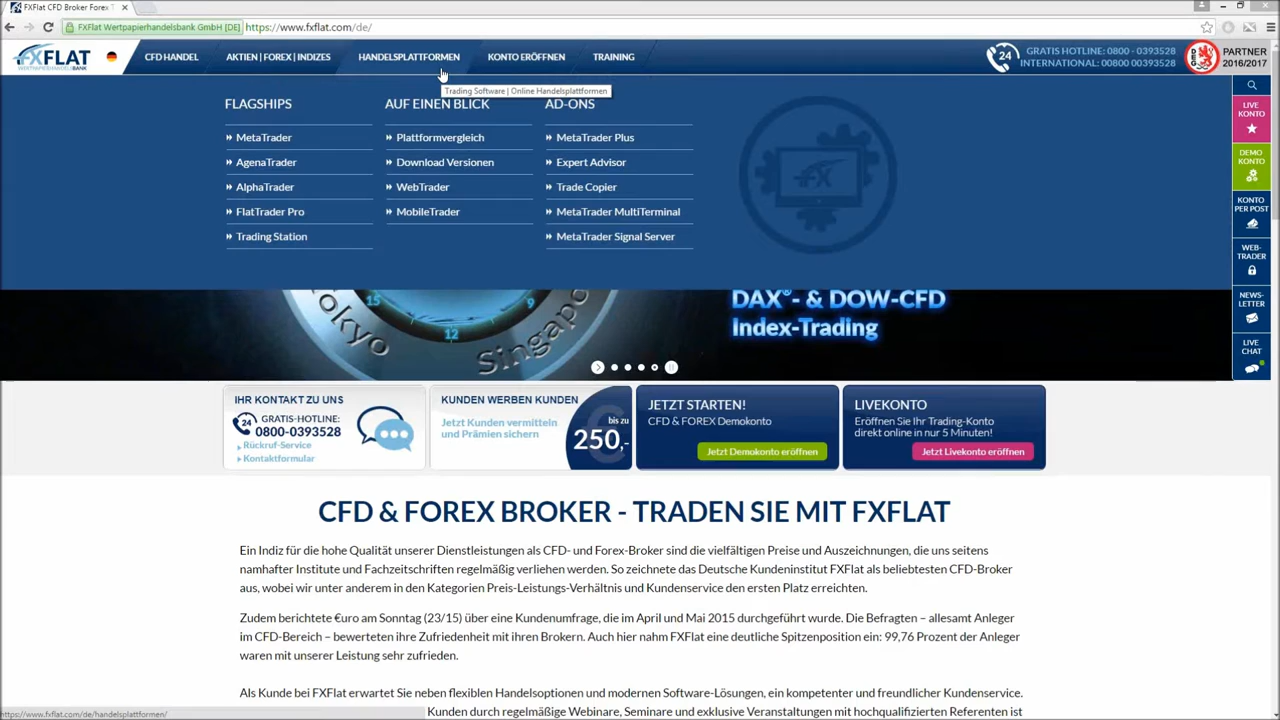 FXFlat CFD Broker Forex T
FXFlat Wertpapierhandelsbank GmbH [DE]
https://www.fxflat.com/de/
FXFLAT
WERTPAPIERHANDELSBANK
CFD HANDEL
AKTIEN | FOREX | INDIZES
HANDELSPLATTFORMEN
KONTO ERÖFFNEN
TRAINING
24
GRATIS HOTLINE: 0800 - 0393528
INTERNATIONAL: 00800 00393528
DEG
PARTNER
2016/2017
Trading Software | Online Handelsplattformen
FLAGSHIPS
MetaTrader
AgenaTrader
AlphaTrader
FlatTrader Pro
Trading Station
AUF EINEN BLICK
Plattformvergleich
Download Versionen
WebTrader
MobileTrader
AD-ONS
MetaTrader Plus
Expert Advisor
Trade Copier
MetaTrader MultiTerminal
MetaTrader Signal Server
FX
LIVE
KONTO
DEMO
KONTO
KONTO
PER POST
WEB-
TRADER
NEWS-
LETTER
LIVE
CHAT
Tokyo
15
12
9
Singapo
DAX®- & DOW-CFD
Index-Trading
IHR KONTAKT ZU UNS
24
GRATIS-HOTLINE:
0800-0393528
Rückruf-Service
Kontaktformular
KUNDEN WERBEN KUNDEN
Jetzt Kunden vermitteln
und Prämien sichern
bis zu
250,-
JETZT STARTEN!
CFD & FOREX Demokonto
Jetzt Demokonto eröffnen
LIVEKONTO
Eröffnen Sie Ihr Trading-Konto
direkt online in nur 5 Minuten!
Jetzt Livekonto eröffnen
CFD & FOREX BROKER - TRADEN SIE MIT FXFLAT
Ein Indiz für die hohe Qualität unserer Dienstleistungen als CFD- und Forex-Broker sind die vielfältigen Preise und Auszeichnungen, die uns seitens
namhafter Institute und Fachzeitschriften regelmäßig verliehen werden. So zeichnete das Deutsche Kundeninstitut FXFlat als beliebtesten CFD-Broker
aus, wobei wir unter anderem in den Kategorien Preis-Leistungs-Verhältnis und Kundenservice den ersten Platz erreichten.
Zudem berichtete €uro am Sonntag (23/15) über eine Kundenumfrage, die im April und Mai 2015 durchgeführt wurde. Die Befragten – allesamt Anleger
im CFD-Bereich – bewerteten ihre Zufriedenheit mit ihren Brokern. Auch hier nahm FXFlat eine deutliche Spitzenposition ein: 99,76 Prozent der Anleger
waren mit unserer Leistung sehr zufrieden.
Als Kunde bei FXFlat erwartet Sie neben flexiblen Handelsoptionen und modernen Software-Lösungen, ein kompetenter und freundlicher Kundenservice.
Kunden durch regelmäßige Webinare, Seminare und exklusive Veranstaltungen mit hochqualifizierten Referenten ist
https://www.fxflat.com/de/handelsplattformen/